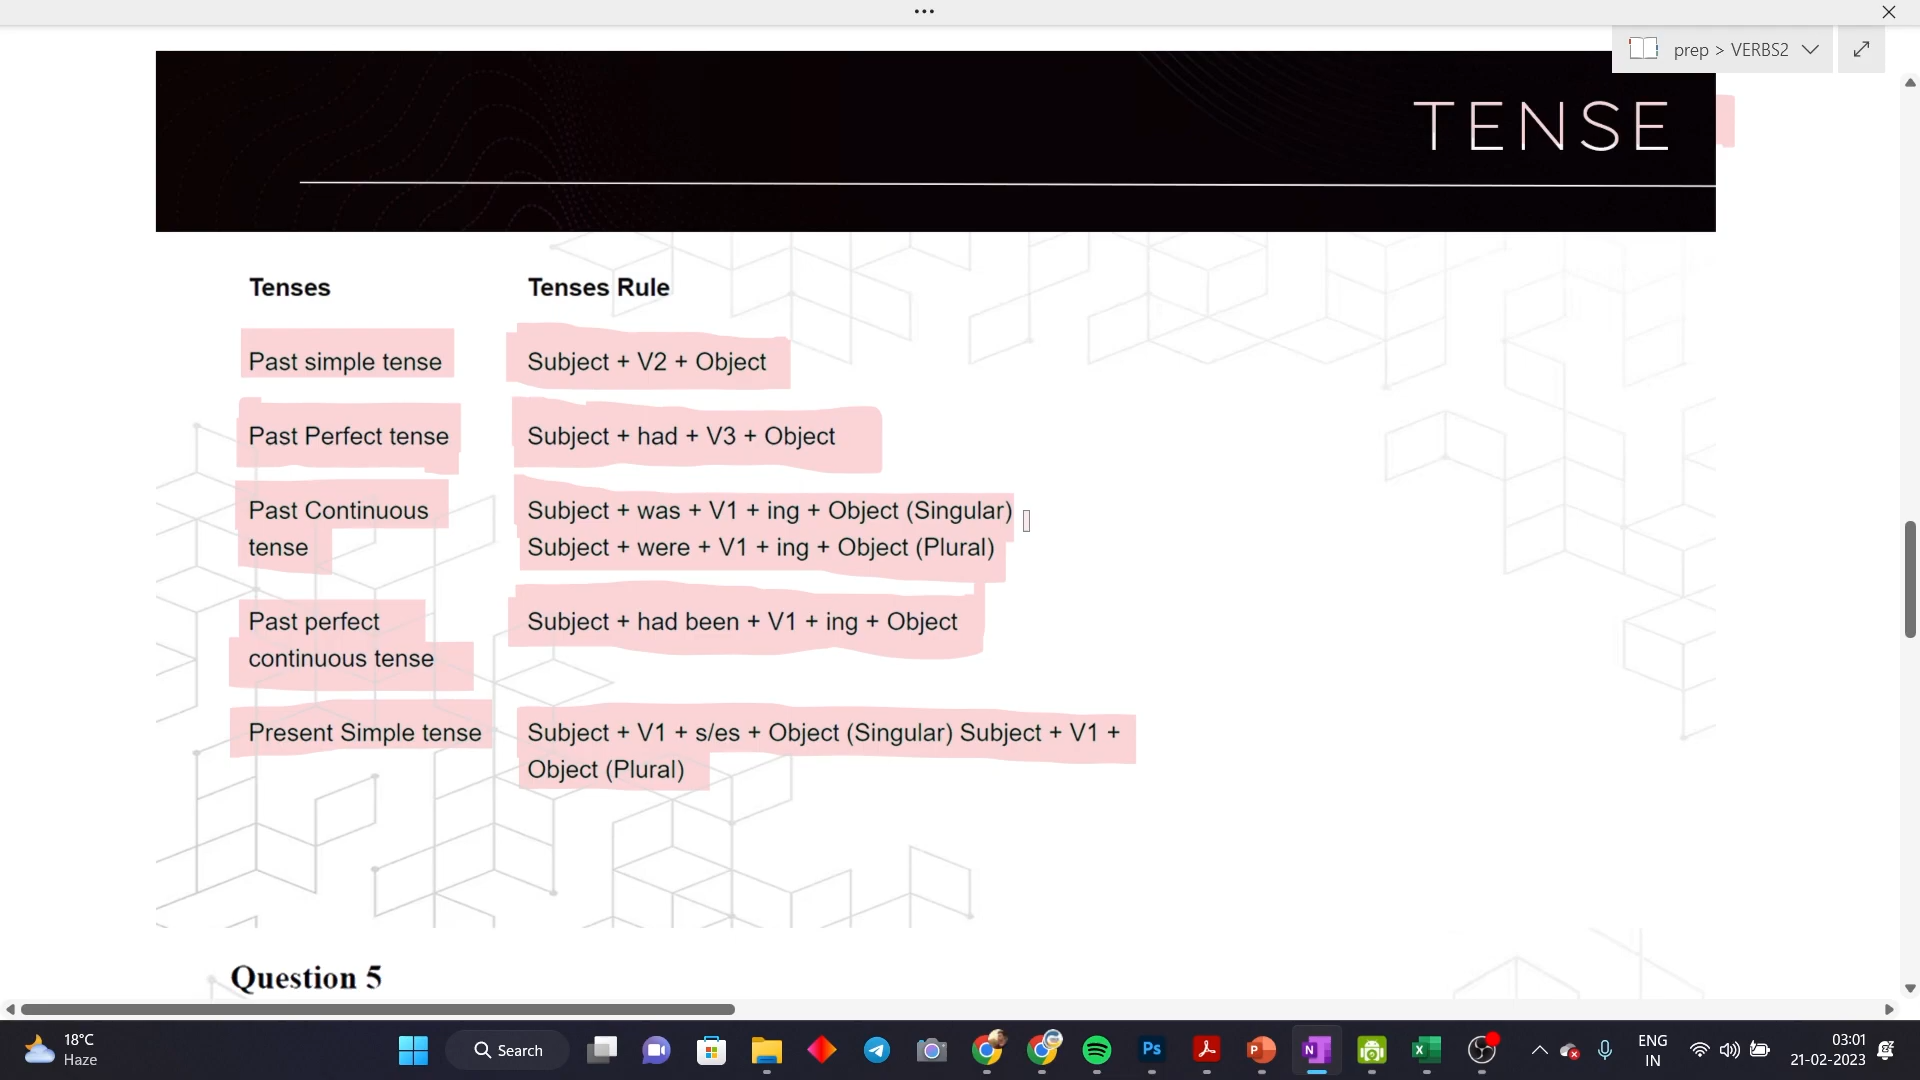 prep > VERBS2
TENSE
Tenses Tenses Rule
Past simple tense Subject + V2 + Object
Past Perfect tense Subject + had + V3 + Object
Past Continuous Subject + was + V1 + ing + Object (Singular)
tense Subject + were + V1 + ing + Object (Plural)
Past perfect Subject + had been + V1 + ing + Object
continuous tense
Present Simple tense Subject + V1 + s/es + Object (Singular) Subject + V1 +
Object (Plural)
Question 5
18°C
Haze
Search
Ps
P
N
X
ENG
IN
03:01
21-02-2023